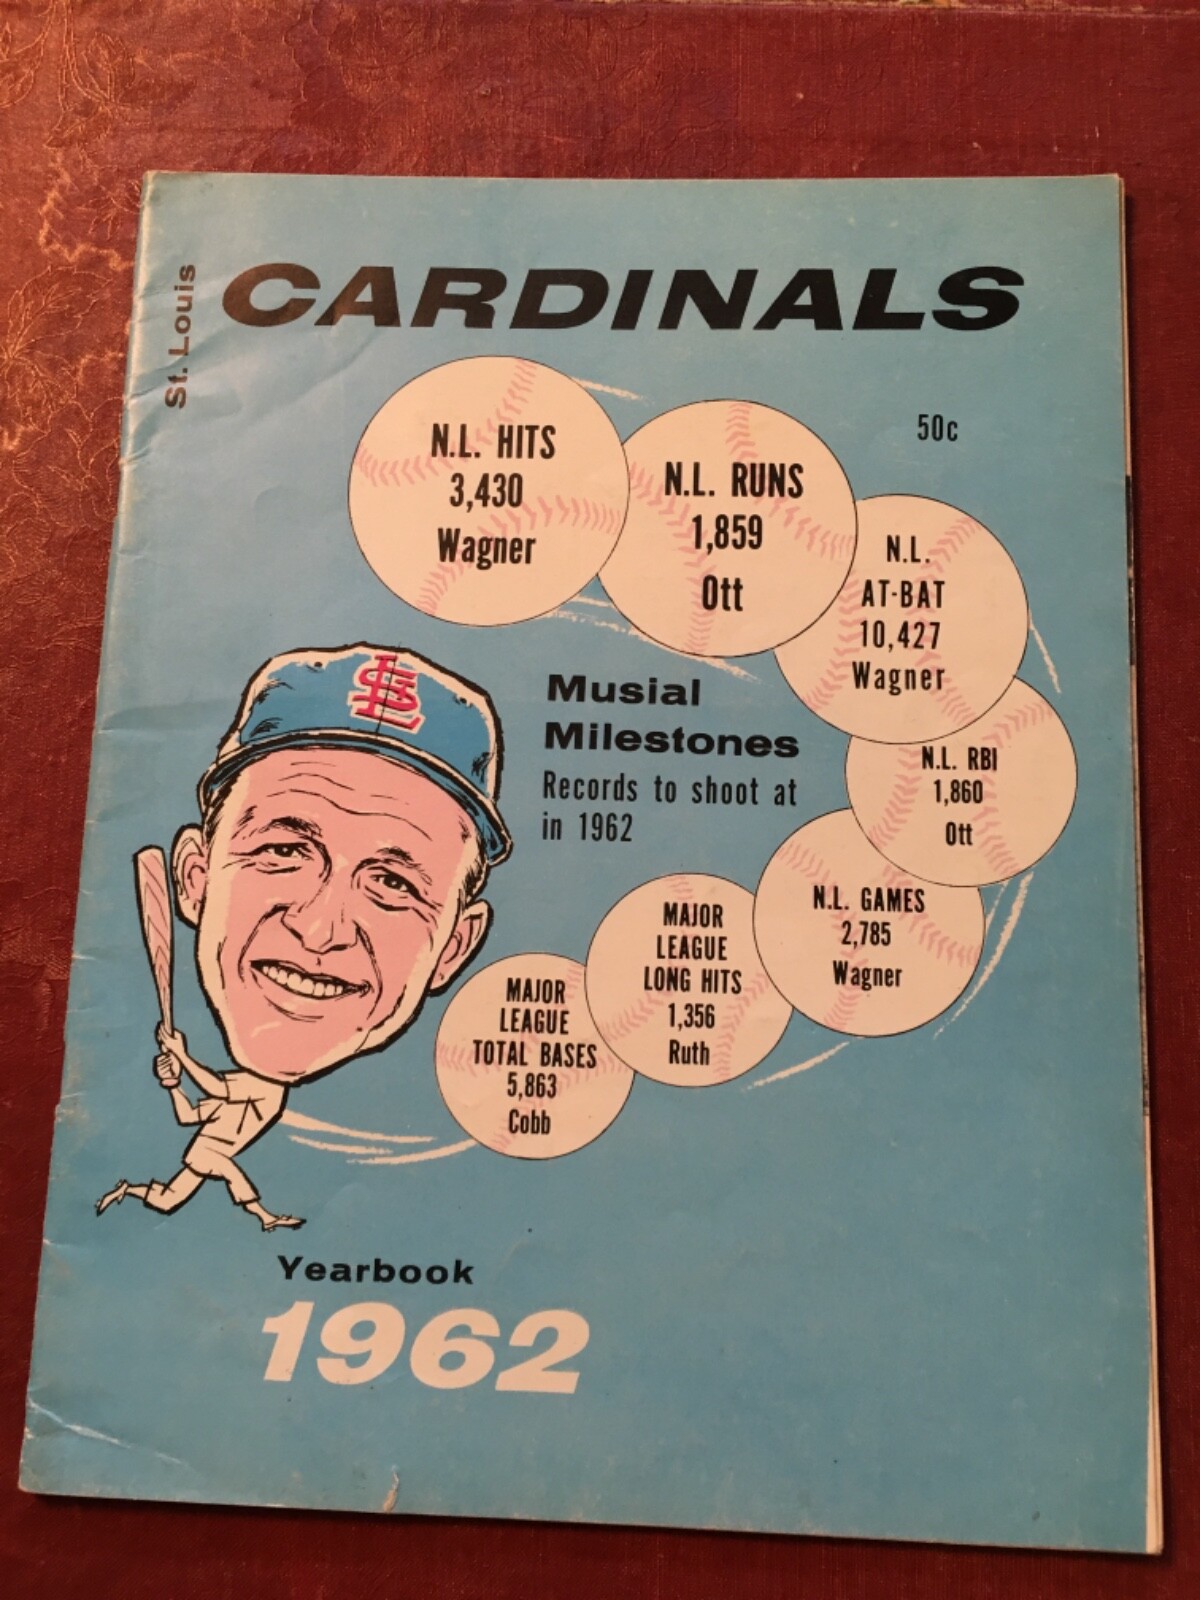 St. Louis
CARDINALS
50c
N.L. HITS
3,430
Wagner
N.L. RUNS
1,859
Ott
N.L.
AT-BAT
10,427
Wagner
N.L. RBI
1,860
Ott
N.L. GAMES
2,785
Wagner
MAJOR
LEAGUE
LONG HITS
1,356
Ruth
MAJOR
LEAGUE
TOTAL BASES
5,863
Cobb
Musial
Milestones
Records to shoot at
in 1962
STL
Yearbook
1962